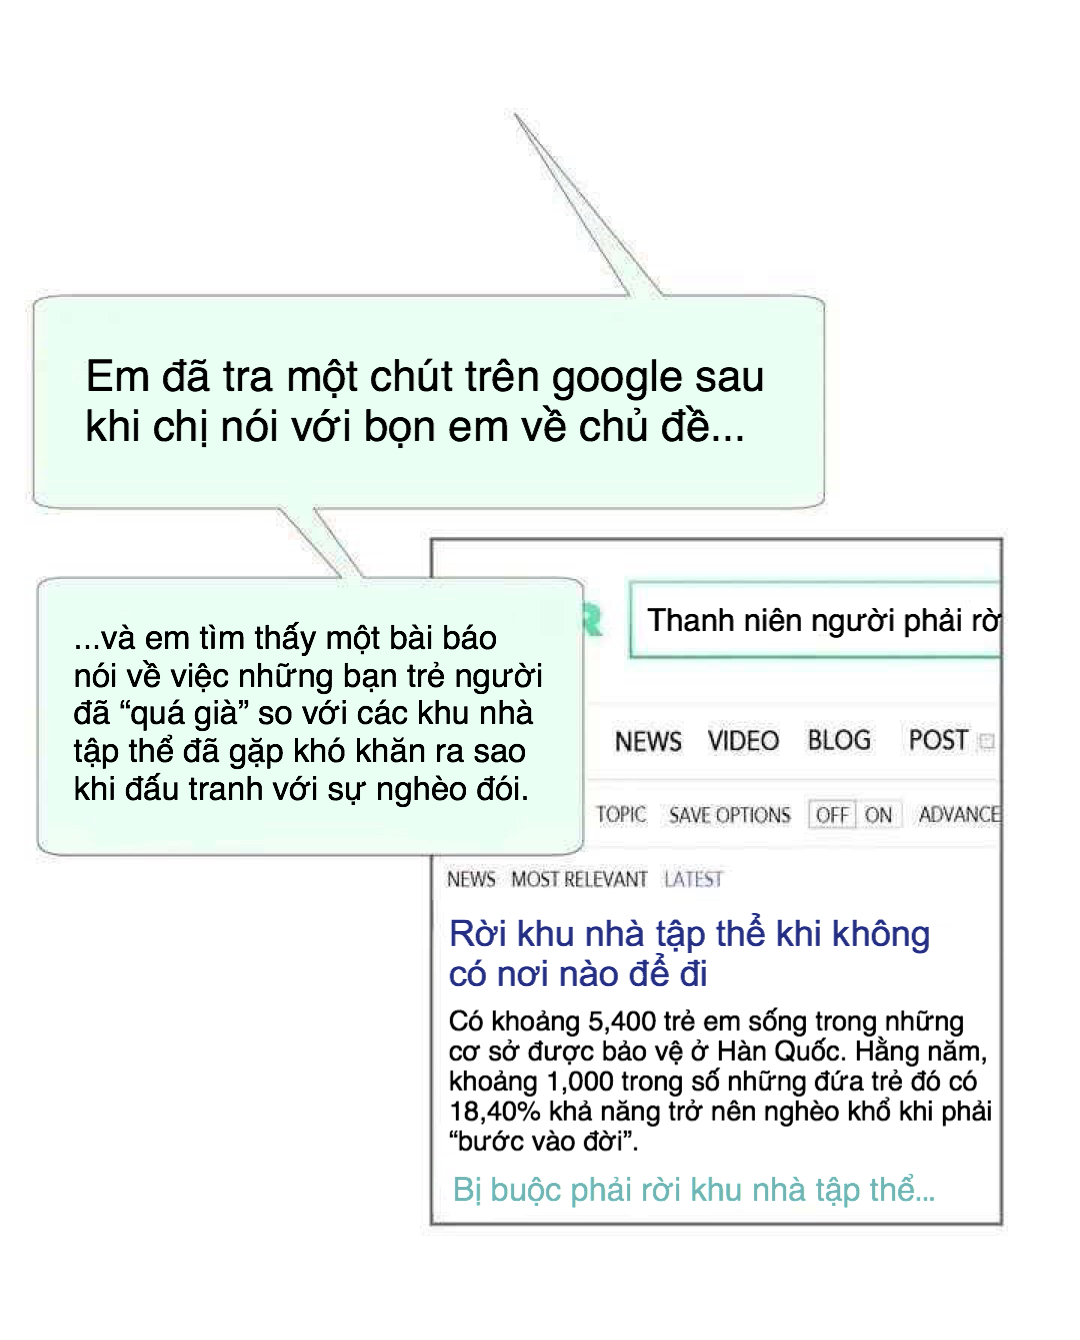 Em đã tra một chút trên google sau
khi chị nói với bọn em về chủ đề...
...và em tìm thấy một bài báo
nói về việc những bạn trẻ người
đã “quá già” so với các khu nhà
tập thể đã gặp khó khăn ra sao
khi đấu tranh với sự nghèo đói.
R
Thanh niên người phải rờ
NEWS VIDEO BLOG POST
TOPIC SAVE OPTIONS OFF ON ADVANCE
NEWS MOST RELEVANT LATEST
Rời khu nhà tập thể khi không
có nơi nào để đi
Có khoảng 5,400 trẻ em sống trong những
cơ sở được bảo vệ ở Hàn Quốc. Hằng năm,
khoảng 1,000 trong số những đứa trẻ đó có
18,40% khả năng trở nên nghèo khổ khi phải
“bước vào đời”.
Bị buộc phải rời khu nhà tập thể...